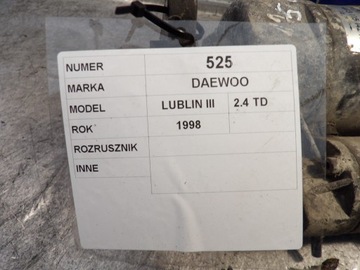 NUMER 525
MARKA DAEWOO
MODEL LUBLIN III 2.4 TD
ROK 1998
ROZRUSZNIK
INNE